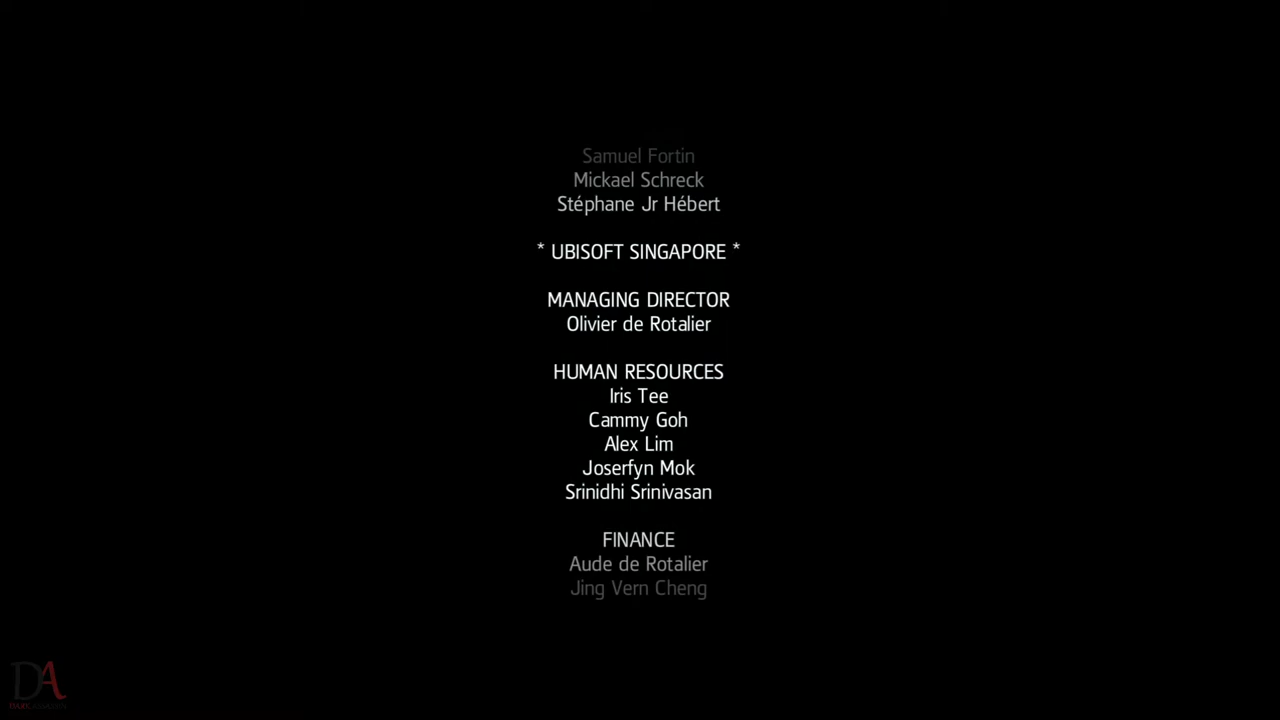 Samuel Fortin
Mickael Schreck
Stéphane Jr Hébert
* UBISOFT SINGAPORE *
MANAGING DIRECTOR
Olivier de Rotalier
HUMAN RESOURCES
Iris Tee
Cammy Goh
Alex Lim
Joserfyn Mok
Srinidhi Srinivasan
FINANCE
Aude de Rotalier
Jing Vern Cheng
DA